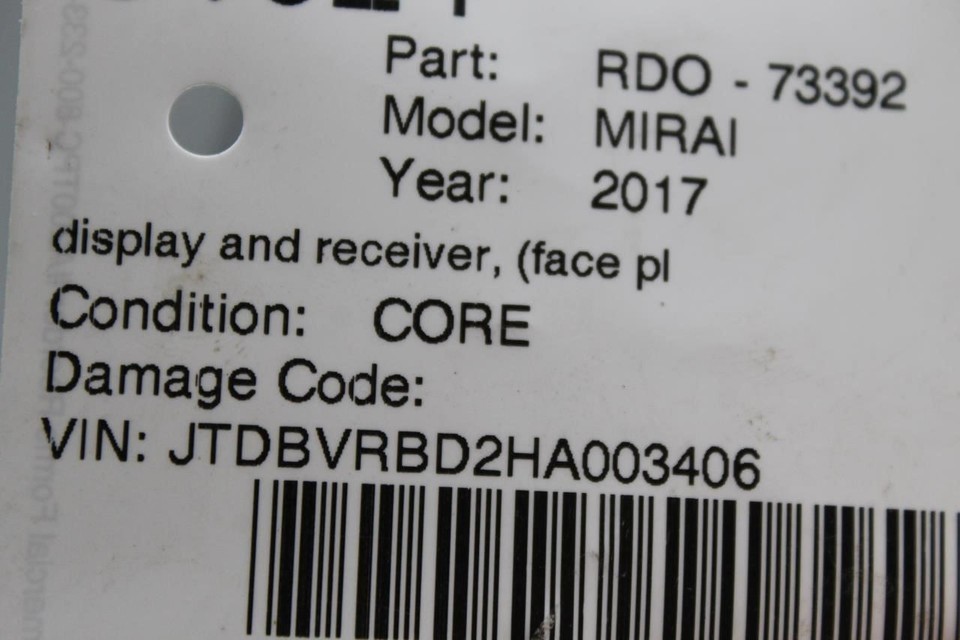 Part: RDO - 73392
Model: MIRAI
Year: 2017
display and receiver, (face pl
Condition: CORE
Damage Code:
VIN: JTDBVRBD2HA003406